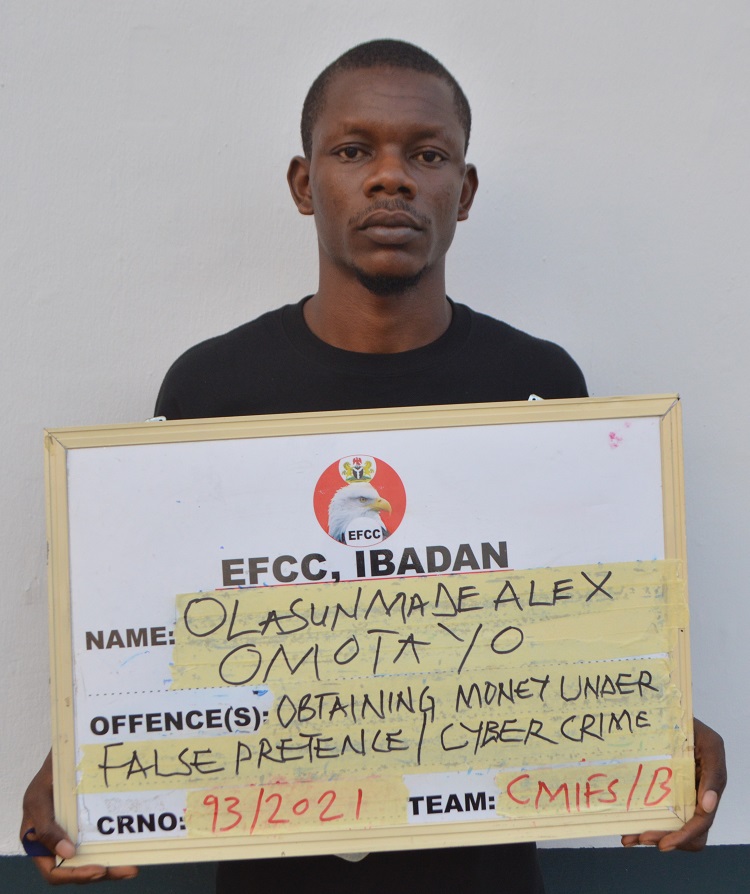 EFCC
EFCC, IBADAN
NAME: OLASUNMADE ALEX
OMOTAYO
OFFENCE(S): OBTAINING MONEY UNDER
FALSE PRETENCE/ CYBER CRIME
CRNO: 93/2021 TEAM: CMIFS/B